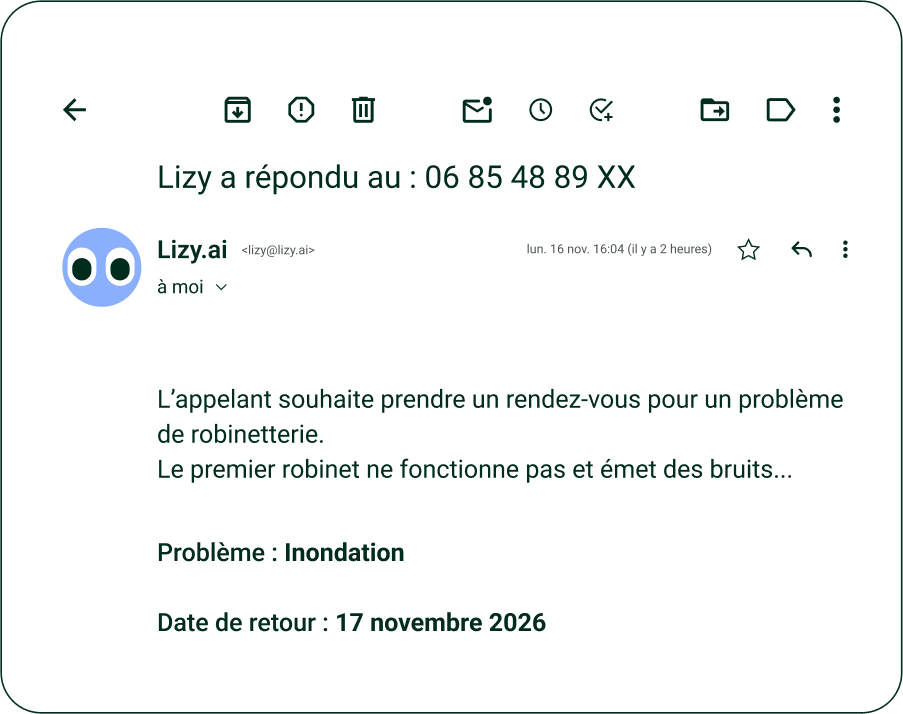 Lizy a répondu au : 06 85 48 89 XX
Lizy.ai <lizy@lizy.ai> lun. 16 nov. 16:04 (il y a 2 heures)
à moi
L’appelant souhaite prendre un rendez-vous pour un problème
de robinetterie.
Le premier robinet ne fonctionne pas et émet des bruits...
Problème : Inondation
Date de retour : 17 novembre 2026